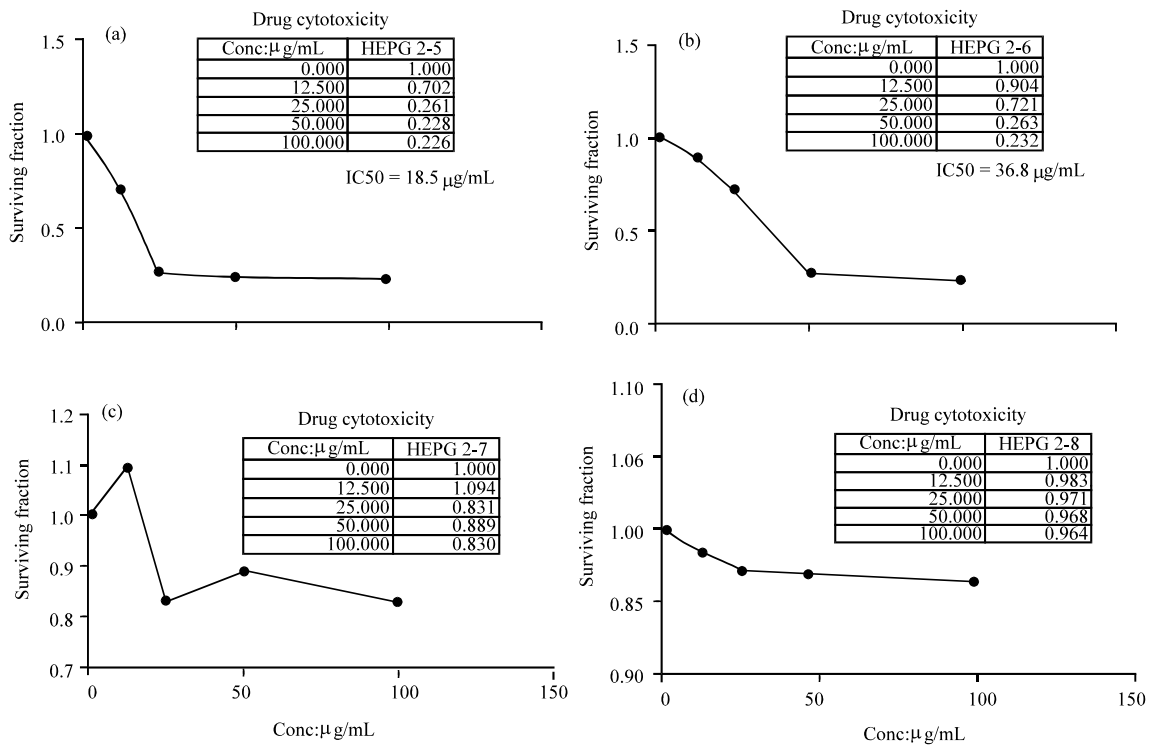 (a)
Drug cytotoxicity
Conc:μ g/mL HEPG 2-5
0.000 1.000
12.500 0.702
25.000 0.261
50.000 0.228
100.000 0.226
IC50 = 18.5 μg/mL
Surviving fraction
1.5
1.0
0.5
0.0
(b)
Drug cytotoxicity
Conc:μ g/mL HEPG 2-6
0.000 1.000
12.500 0.904
25.000 0.721
50.000 0.263
100.000 0.232
IC50 = 36.8 μg/mL
Surviving fraction
1.5
1.0
0.5
0.0
(c)
Drug cytotoxicity
Conc:μ g/mL HEPG 2-7
0.000 1.000
12.500 1.094
25.000 0.831
50.000 0.889
100.000 0.830
Surviving fraction
1.2
1.1
1.0
0.9
0.8
0.7
0 50 100 150
Conc:μ g/mL
(d)
Drug cytotoxicity
Conc:μ g/mL HEPG 2-8
0.000 1.000
12.500 0.983
25.000 0.971
50.000 0.968
100.000 0.964
Surviving fraction
1.10
1.06
1.00
0.85
0.90
0 50 100 150
Conc:μ g/mL